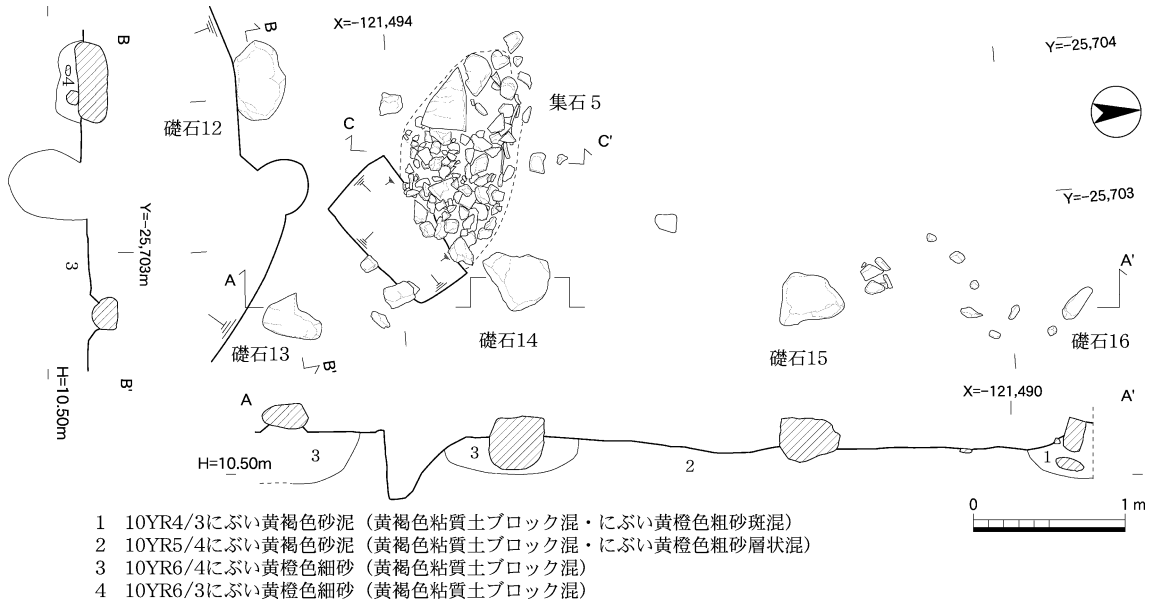 X=-121,494
Y=-25,704
B
B
4
礎石12
集石５
C
C'
Y=-25,703
Y=-25,703m
3
A
A'
礎石13
礎石14
礎石15
礎石16
B'
H=10.50m
B'
X=-121,490
A
A'
H=10.50m
3
3
2
1
0
1 m
1 10YR4/3にぶい黄褐色砂泥（黄褐色粘質土ブロック混・にぶい黄橙色粗砂斑混）
2 10YR5/4にぶい黄褐色砂泥（黄褐色粘質土ブロック混・にぶい黄橙色粗砂層状混）
3 10YR6/4にぶい黄橙色細砂（黄褐色粘質土ブロック混）
4 10YR6/3にぶい黄橙色細砂（黄褐色粘質土ブロック混）